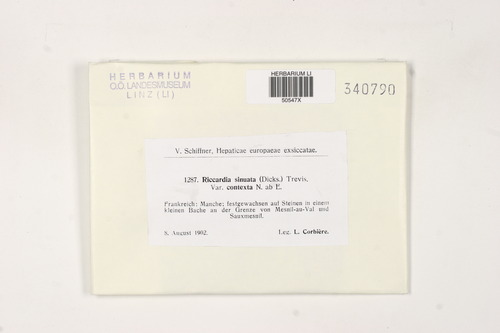 HERBARIUM
O.Ö. LANDESMUSEUM
LINZ (LI)
HERBARIUM LI
50547X
340790
V. Schiffner, Hepaticae europaeae exsiccatae.
1287. Riccardia sinuata (Dicks.) Trevis.
Var. contexta N. ab E.
Frankreich: Manche; festgewachsen auf Steinen in einem
kleinen Bache an der Grenze von Mesnil-au-Val und
Sauxmesnil.
8. August 1902. Leg. L. Corbière.